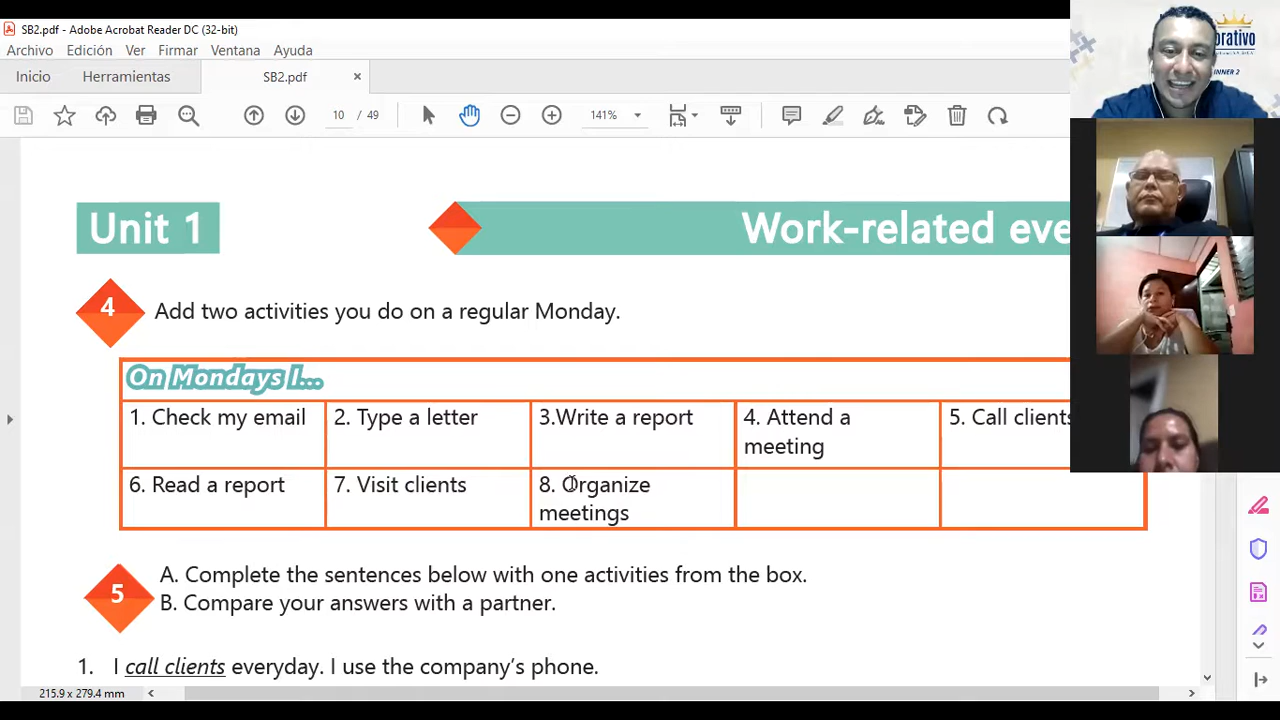 SB2.pdf - Adobe Acrobat Reader DC (32-bit)
Archivo Edición Ver Firmar Ventana Ayuda
Inicio Herramientas SB2.pdf ×
10 / 49 141%
orativo
INNER 2
Unit 1
Work-related eve
4 Add two activities you do on a regular Monday.
On Mondays I...
1. Check my email 2. Type a letter 3.Write a report 4. Attend a meeting 5. Call clients
6. Read a report 7. Visit clients 8. Organize meetings
5 A. Complete the sentences below with one activities from the box.
B. Compare your answers with a partner.
1. I call clients everyday. I use the company's phone.
215.9 x 279.4 mm